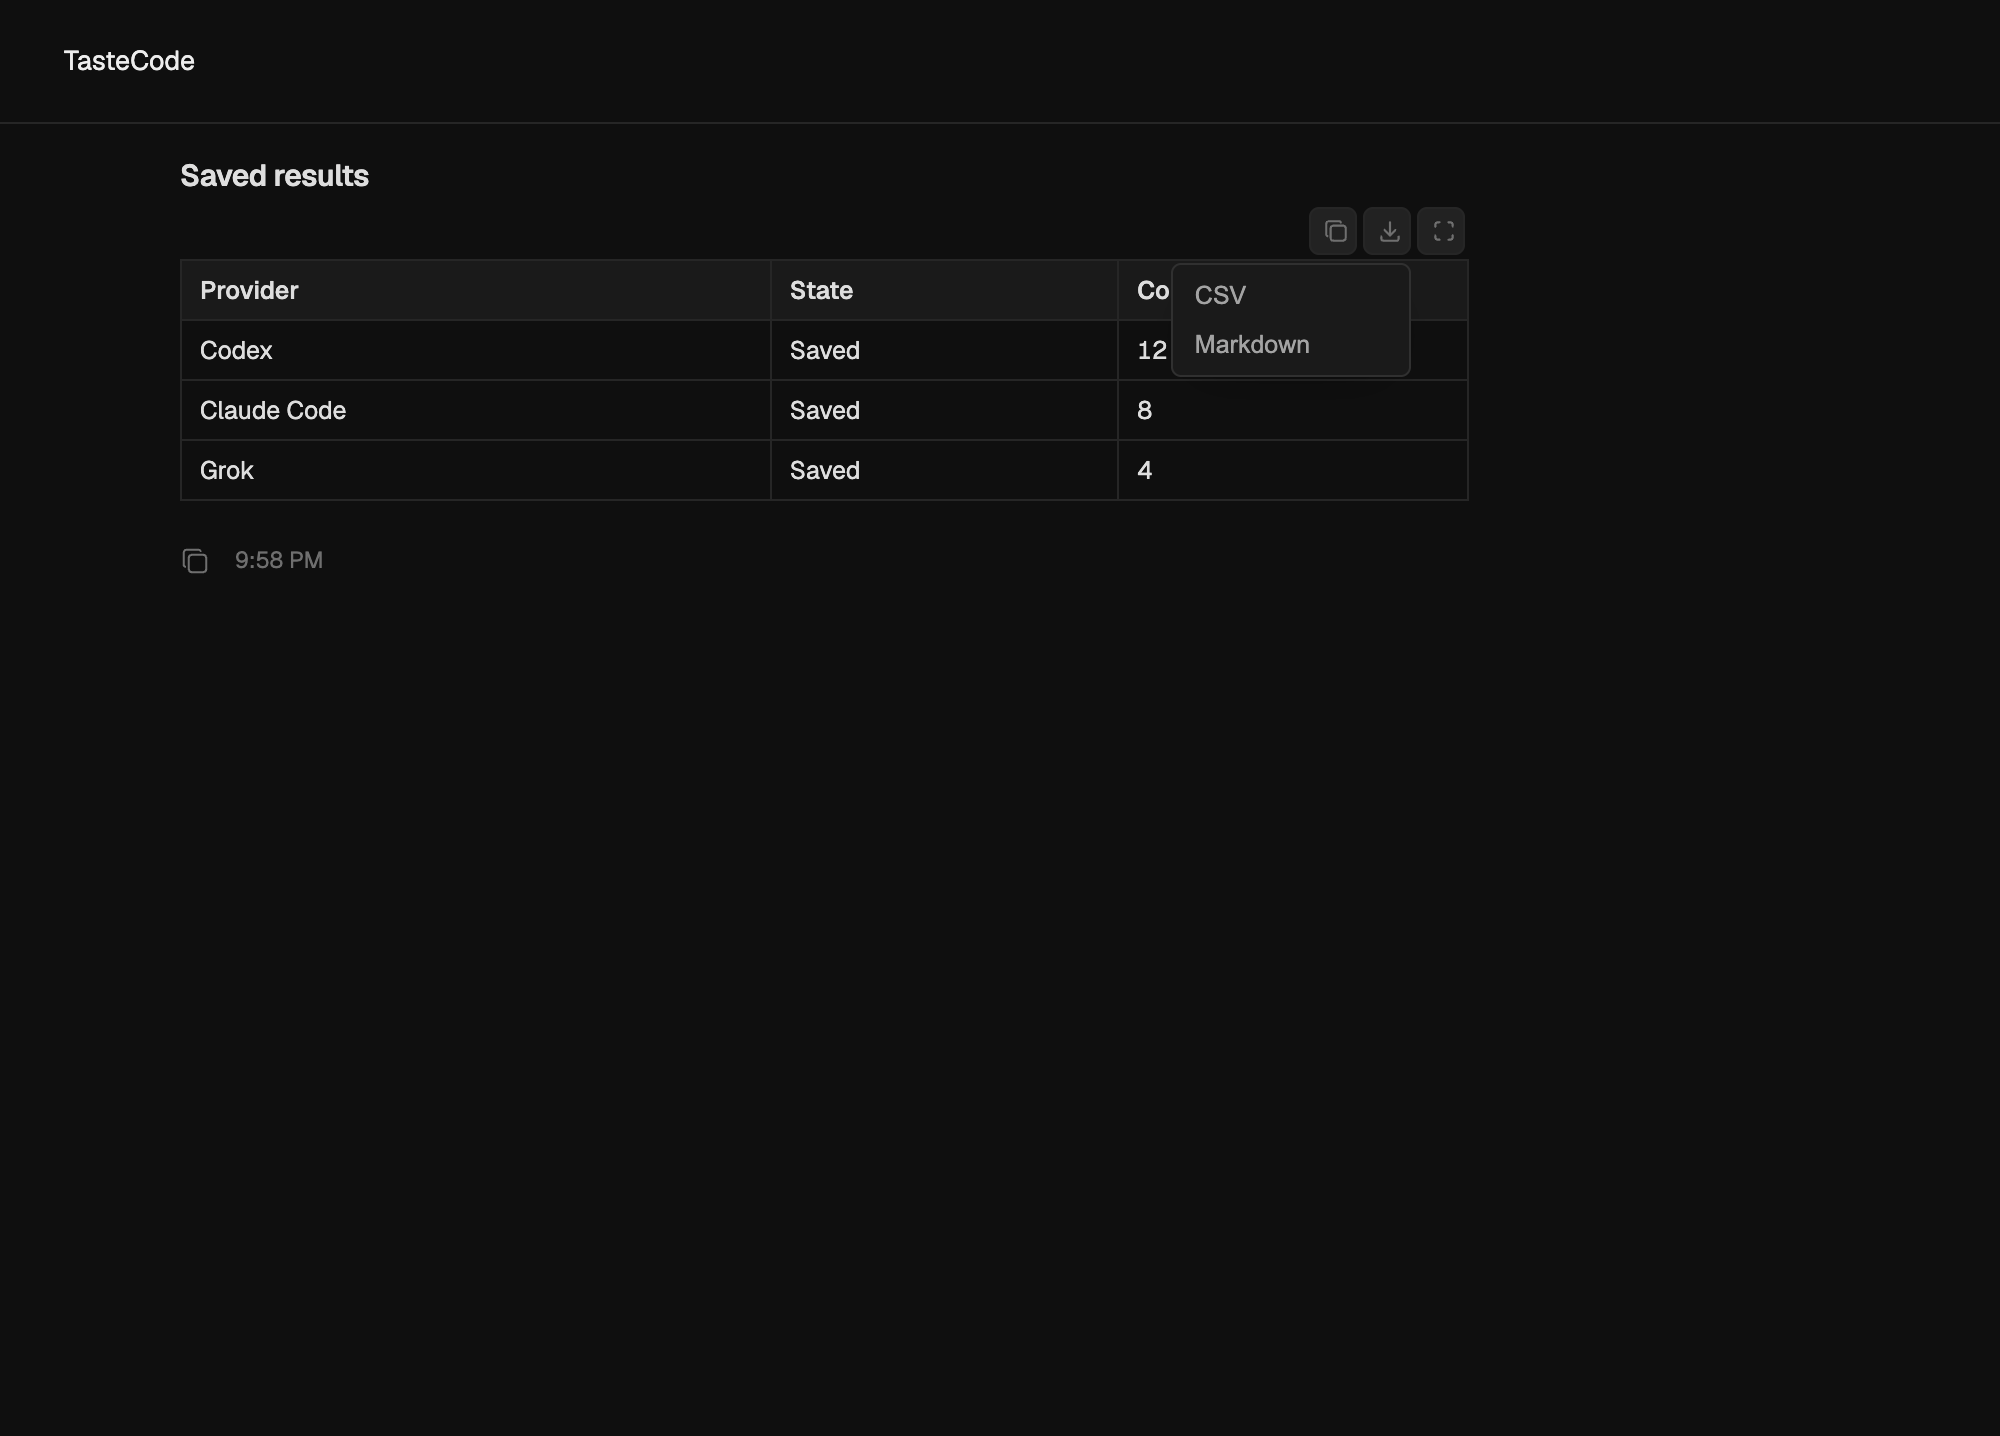 TasteCode
Saved results
Provider State Co
CSV
Markdown
Codex Saved 12
Claude Code Saved 8
Grok Saved 4
9:58 PM